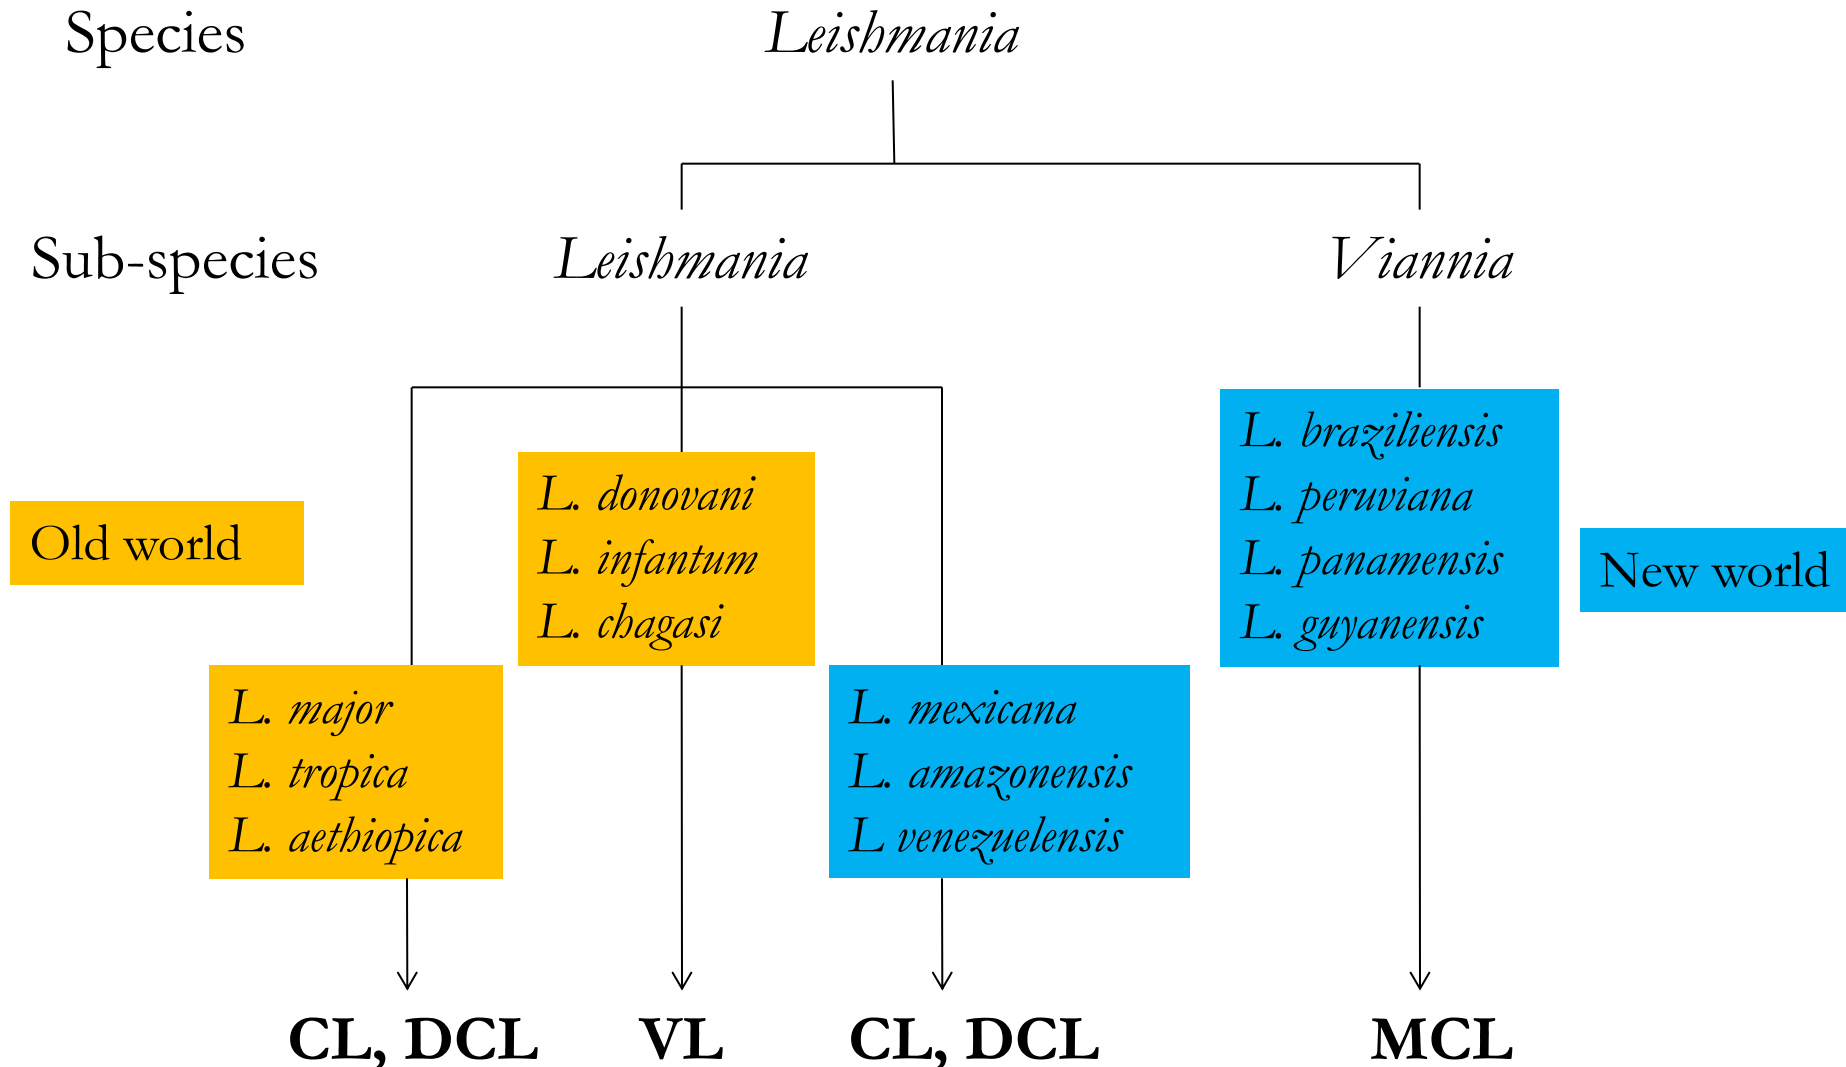 Species
Leishmania
Sub-species
Leishmania
Viannia
Old world
L. major
L. tropica
L. aethiopica
L. donovani
L. infantum
L. chagasi
L. mexicana
L. amazonensis
L venezuelensis
L. braziliensis
L. peruviana
L. panamensis
L. guyanensis
New world
CL, DCL
VL
CL, DCL
MCL